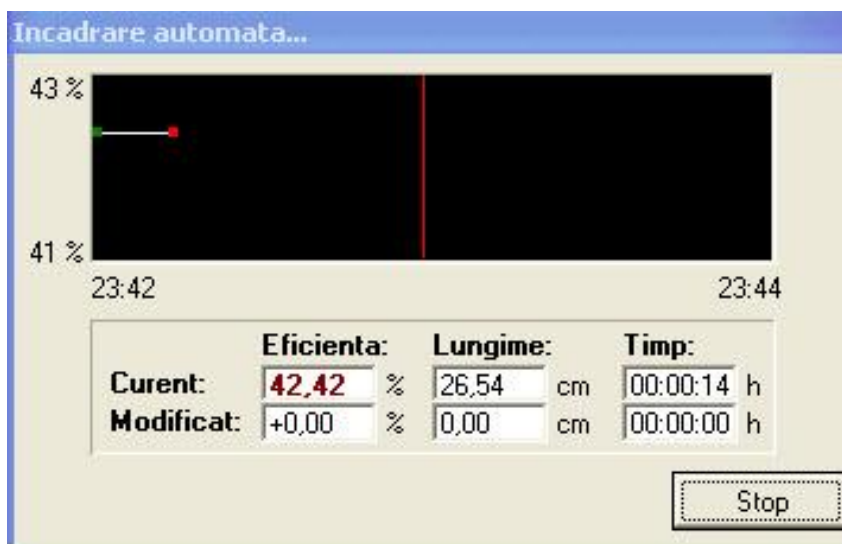 Incadrare automata...
43 %
41 %
23:42 23:44
Eficienta: Lungime: Timp:
Curent: 42,42 % 26,54 cm 00:00:14 h
Modificat: +0,00 % 0,00 cm 00:00:00 h
Stop